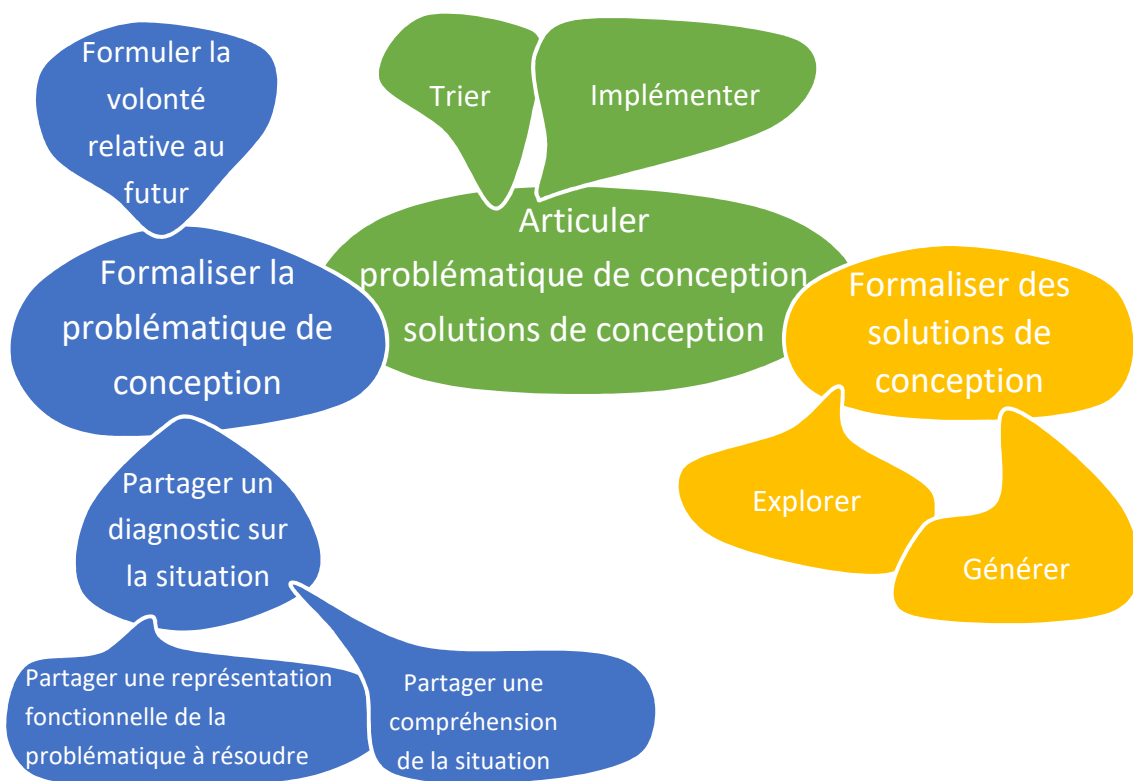 Formuler la
volonté
relative au
futur
Trier
Implémenter
Articuler
problématique de conception
solutions de conception
Formaliser la
problématique de
conception
Formaliser des
solutions de
conception
Partager un
diagnostic sur
la situation
Explorer
Générer
Partager une représentation
fonctionnelle de la
problématique à résoudre
Partager une
compréhension
de la situation